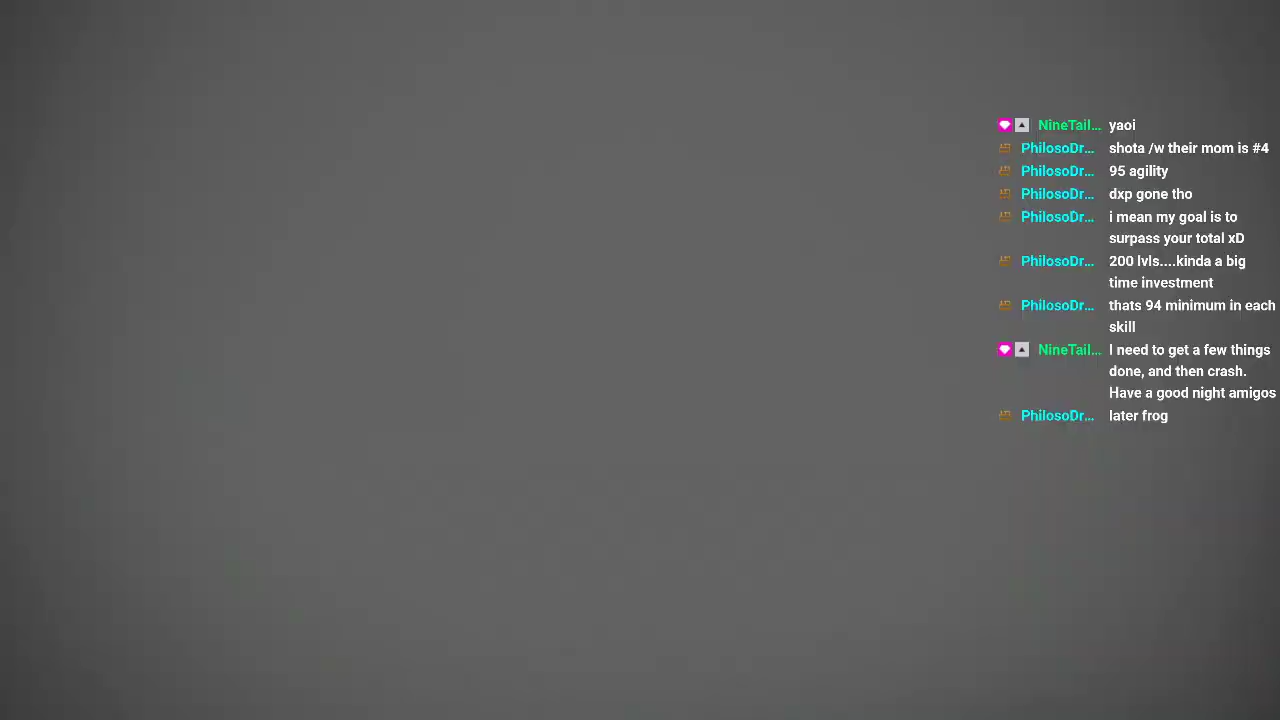 NineTail... yaoi
PhilosoDr... shota /w their mom is #4
PhilosoDr... 95 agility
PhilosoDr... dxp gone tho
PhilosoDr... i mean my goal is to
surpass your total xD
PhilosoDr... 200 lvls....kinda a big
time investment
PhilosoDr... thats 94 minimum in each
skill
NineTail... I need to get a few things
done, and then crash.
Have a good night amigos
PhilosoDr... later frog